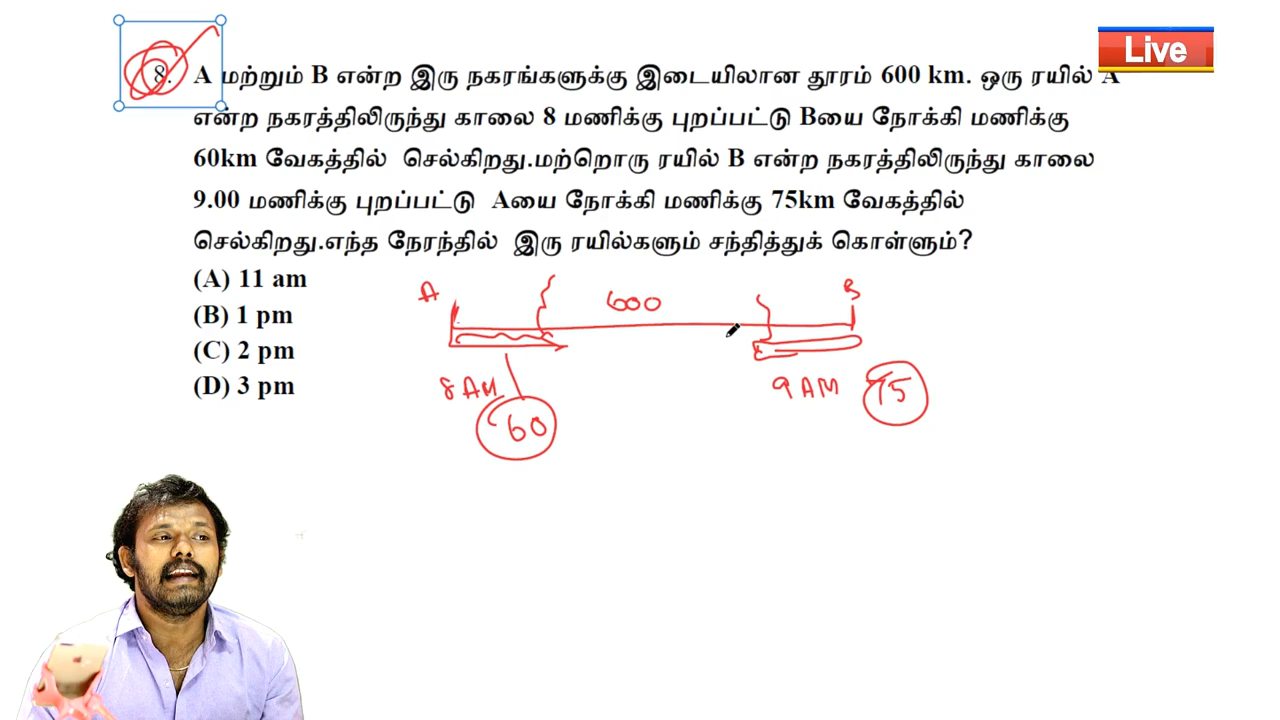 Live
8. A மற்றும் B என்ற இரு நகரங்களுக்கு இடையிலான தூரம் 600 km. ஒரு ரயில் A
என்ற நகரத்திலிருந்து காலை 8 மணிக்கு புறப்பட்டு Bயை நோக்கி மணிக்கு
60km வேகத்தில் செல்கிறது.மற்றொரு ரயில் B என்ற நகரத்திலிருந்து காலை
9.00 மணிக்கு புறப்பட்டு Aயை நோக்கி மணிக்கு 75km வேகத்தில்
செல்கிறது.எந்த நேரந்தில் இரு ரயில்களும் சந்தித்துக் கொள்ளும்?
(A) 11 am
(B) 1 pm
(C) 2 pm
(D) 3 pm
A 600 B
8 AM 9 AM 75
60